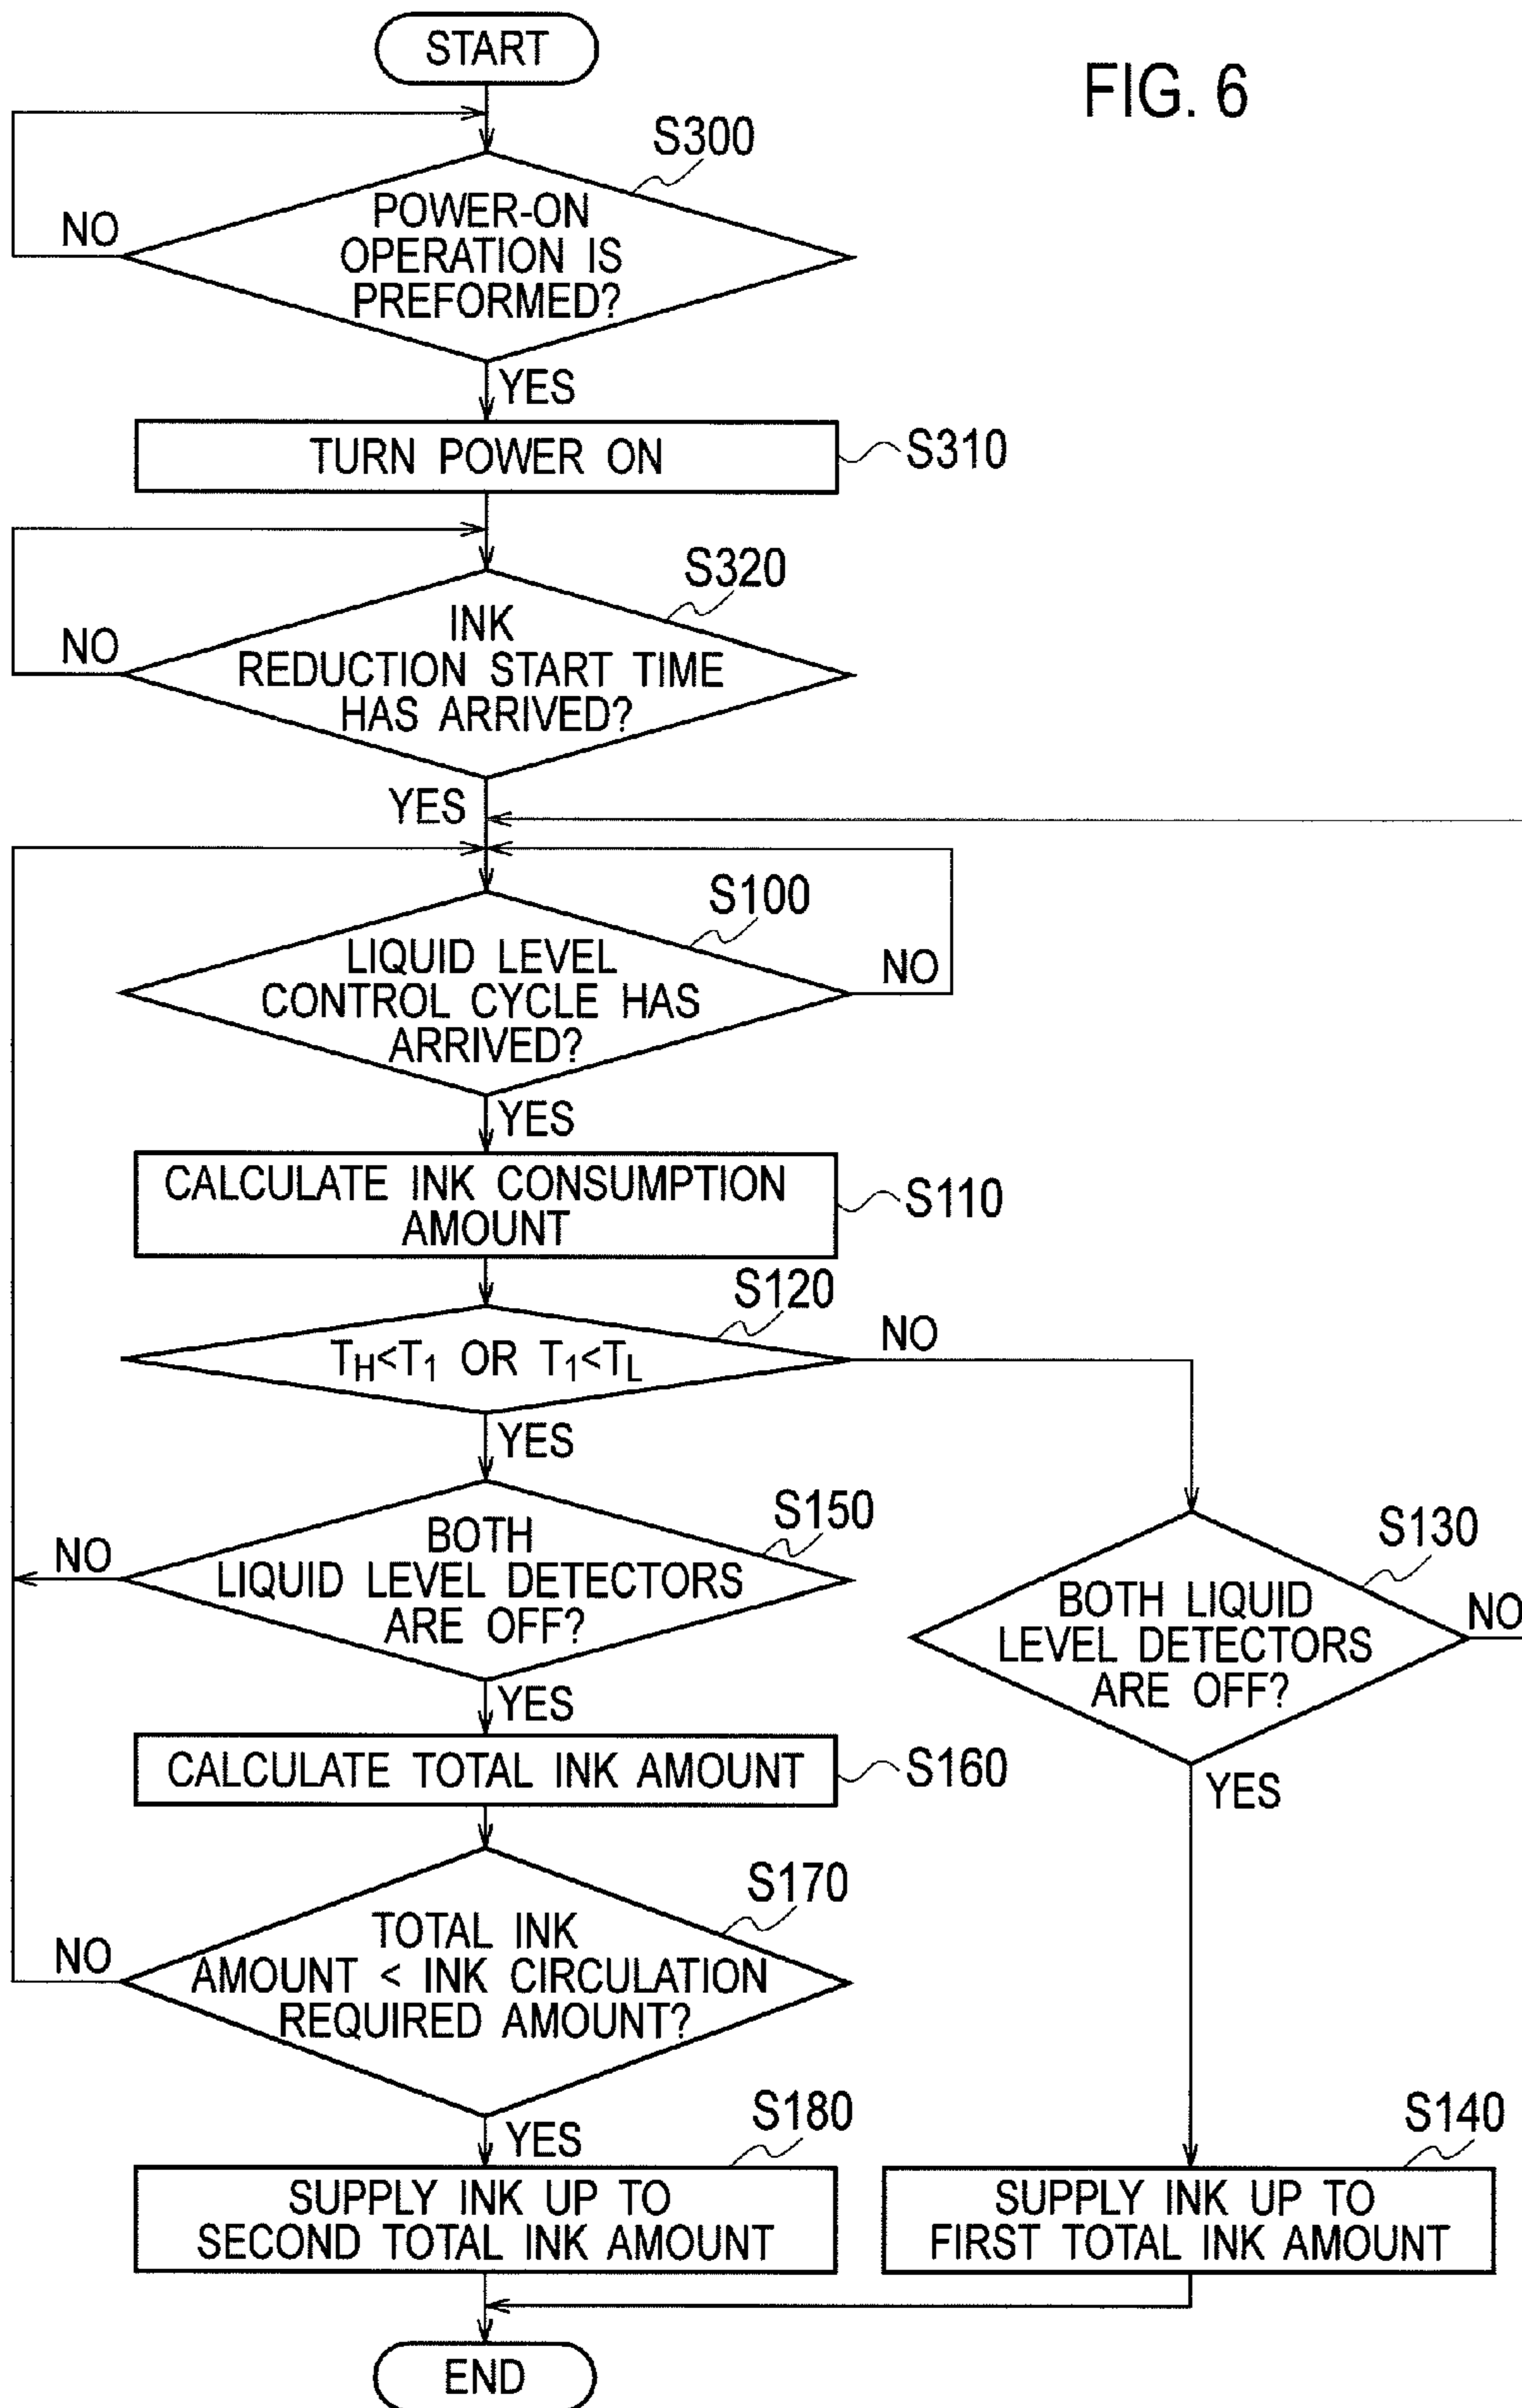 START
FIG. 6
S300
POWER-ON
OPERATION IS
PREFORMED?
NO
YES
TURN POWER ON
S310
S320
INK
REDUCTION START TIME
HAS ARRIVED?
NO
YES
S100
LIQUID LEVEL
CONTROL CYCLE HAS
ARRIVED?
NO
YES
CALCULATE INK CONSUMPTION
AMOUNT
S110
S120
TH<T1 OR T1<TL
NO
YES
S150
BOTH
LIQUID LEVEL DETECTORS
ARE OFF?
NO
YES
S130
BOTH LIQUID
LEVEL DETECTORS
ARE OFF?
NO
YES
CALCULATE TOTAL INK AMOUNT
S160
S170
TOTAL INK
AMOUNT < INK CIRCULATION
REQUIRED AMOUNT?
NO
YES
S180
SUPPLY INK UP TO
SECOND TOTAL INK AMOUNT
S140
SUPPLY INK UP TO
FIRST TOTAL INK AMOUNT
END